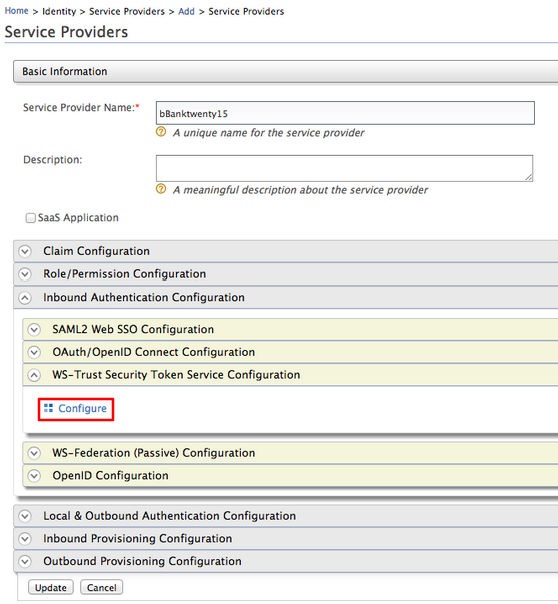 Home > Identity > Service Providers > Add > Service Providers
Service Providers
Basic Information
Service Provider Name:* bBanktwenty15
A unique name for the service provider
Description:
A meaningful description about the service provider
SaaS Application
Claim Configuration
Role/Permission Configuration
Inbound Authentication Configuration
SAML2 Web SSO Configuration
OAuth/OpenID Connect Configuration
WS-Trust Security Token Service Configuration
Configure
WS-Federation (Passive) Configuration
OpenID Configuration
Local & Outbound Authentication Configuration
Inbound Provisioning Configuration
Outbound Provisioning Configuration
Update Cancel